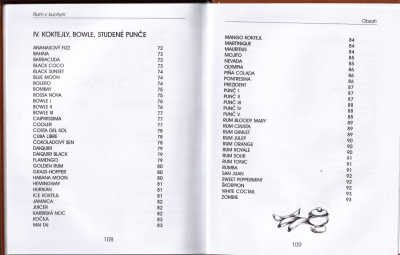 Rum v kuchyni
IV. KOKTEJLY, BOWLE, STUDENÉ PUNČE
ANANASOVÝ FIZZ 72
BAHAIA 73
BARRACUDA 73
BLACK COCO 73
BLACK SUNSET 74
BLUE MOON 74
BOLERO 74
BOMBAY 75
BOSSA NOVA 75
BOWLE I 76
BOWLE II 76
BOWLE III 77
CAIPIRISSIMA 77
COOLER 77
COSTA DEL SOL 78
CUBA LIBRE 78
ČOKOLÁDOVÝ SEN 78
DAIQUIRI 79
DAIQUIRI BLACK 79
FLAMENGO 79
GOLDEN RUM 80
GRASS-HOPPER 80
HABANA MOON 80
HEMINGWAY 81
HURIKÁN 81
ICE KOKTEJL 81
JAMAICA 82
JUICER 82
KARIBSKÁ NOC 82
KOČKA 83
MAI TAI 83
108
Obsah
MANGO KOKTEJL 84
MARTINIQUE 84
MAURITIUS 84
MOJITO 85
NEVADA 85
OLYMPIA 86
PIŇA COLADA 86
PONTRESINA 86
PREZIDENT 87
PUNČ I 87
PUNČ II 87
PUNČ III 88
PUNČ IV 88
PUNČ V 88
RUM BLOODY MARY 88
RUM CRUSTA 89
RUM GIMLET 89
RUM JULEP 89
RUM ORANGE 90
RUM ROYALE 90
RUM SOUR 90
RUM TONIC 91
RUMBA 91
SAN JUAN 91
SWEET PEPPERMINT 92
ŠKORPION 92
WHITE COCTAIL 93
ZOMBIE 93
109